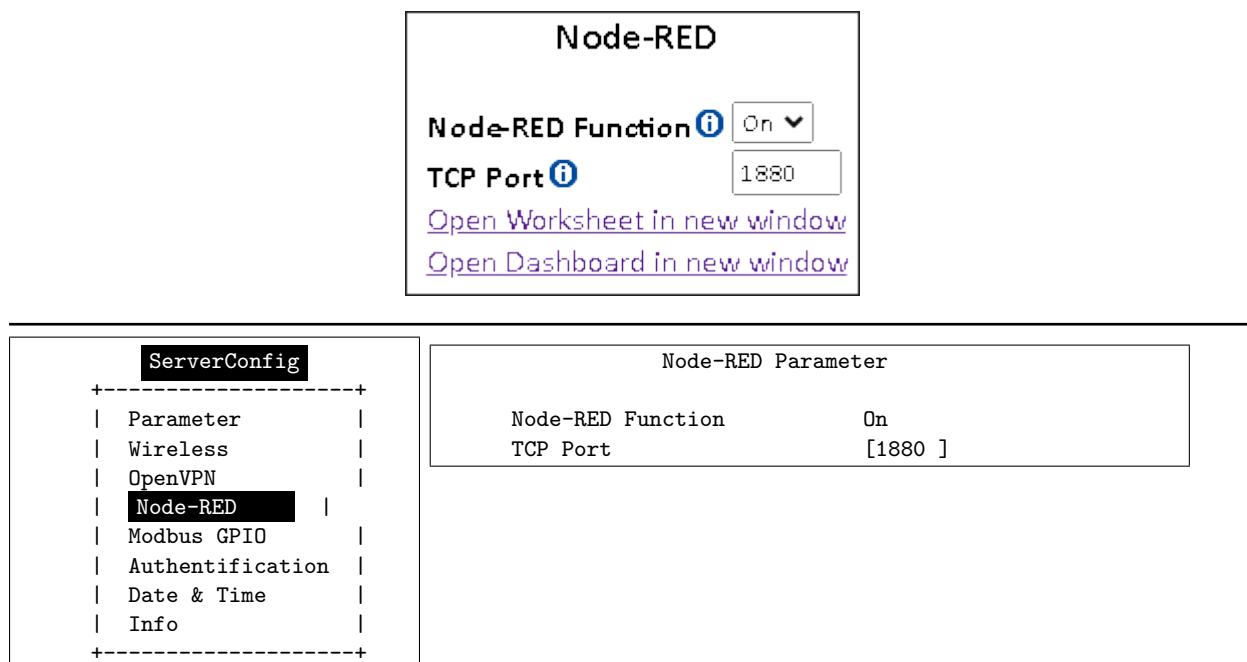 Node-RED
Node-RED Function On
TCP Port 1880
Open Worksheet in new window
Open Dashboard in new window
ServerConfig
+--------------------+
| Parameter |
| Wireless |
| OpenVPN |
| Node-RED |
| Modbus GPIO |
| Authentification |
| Date & Time |
| Info |
+--------------------+
Node-RED Parameter
Node-RED Function On
TCP Port [1880 ]